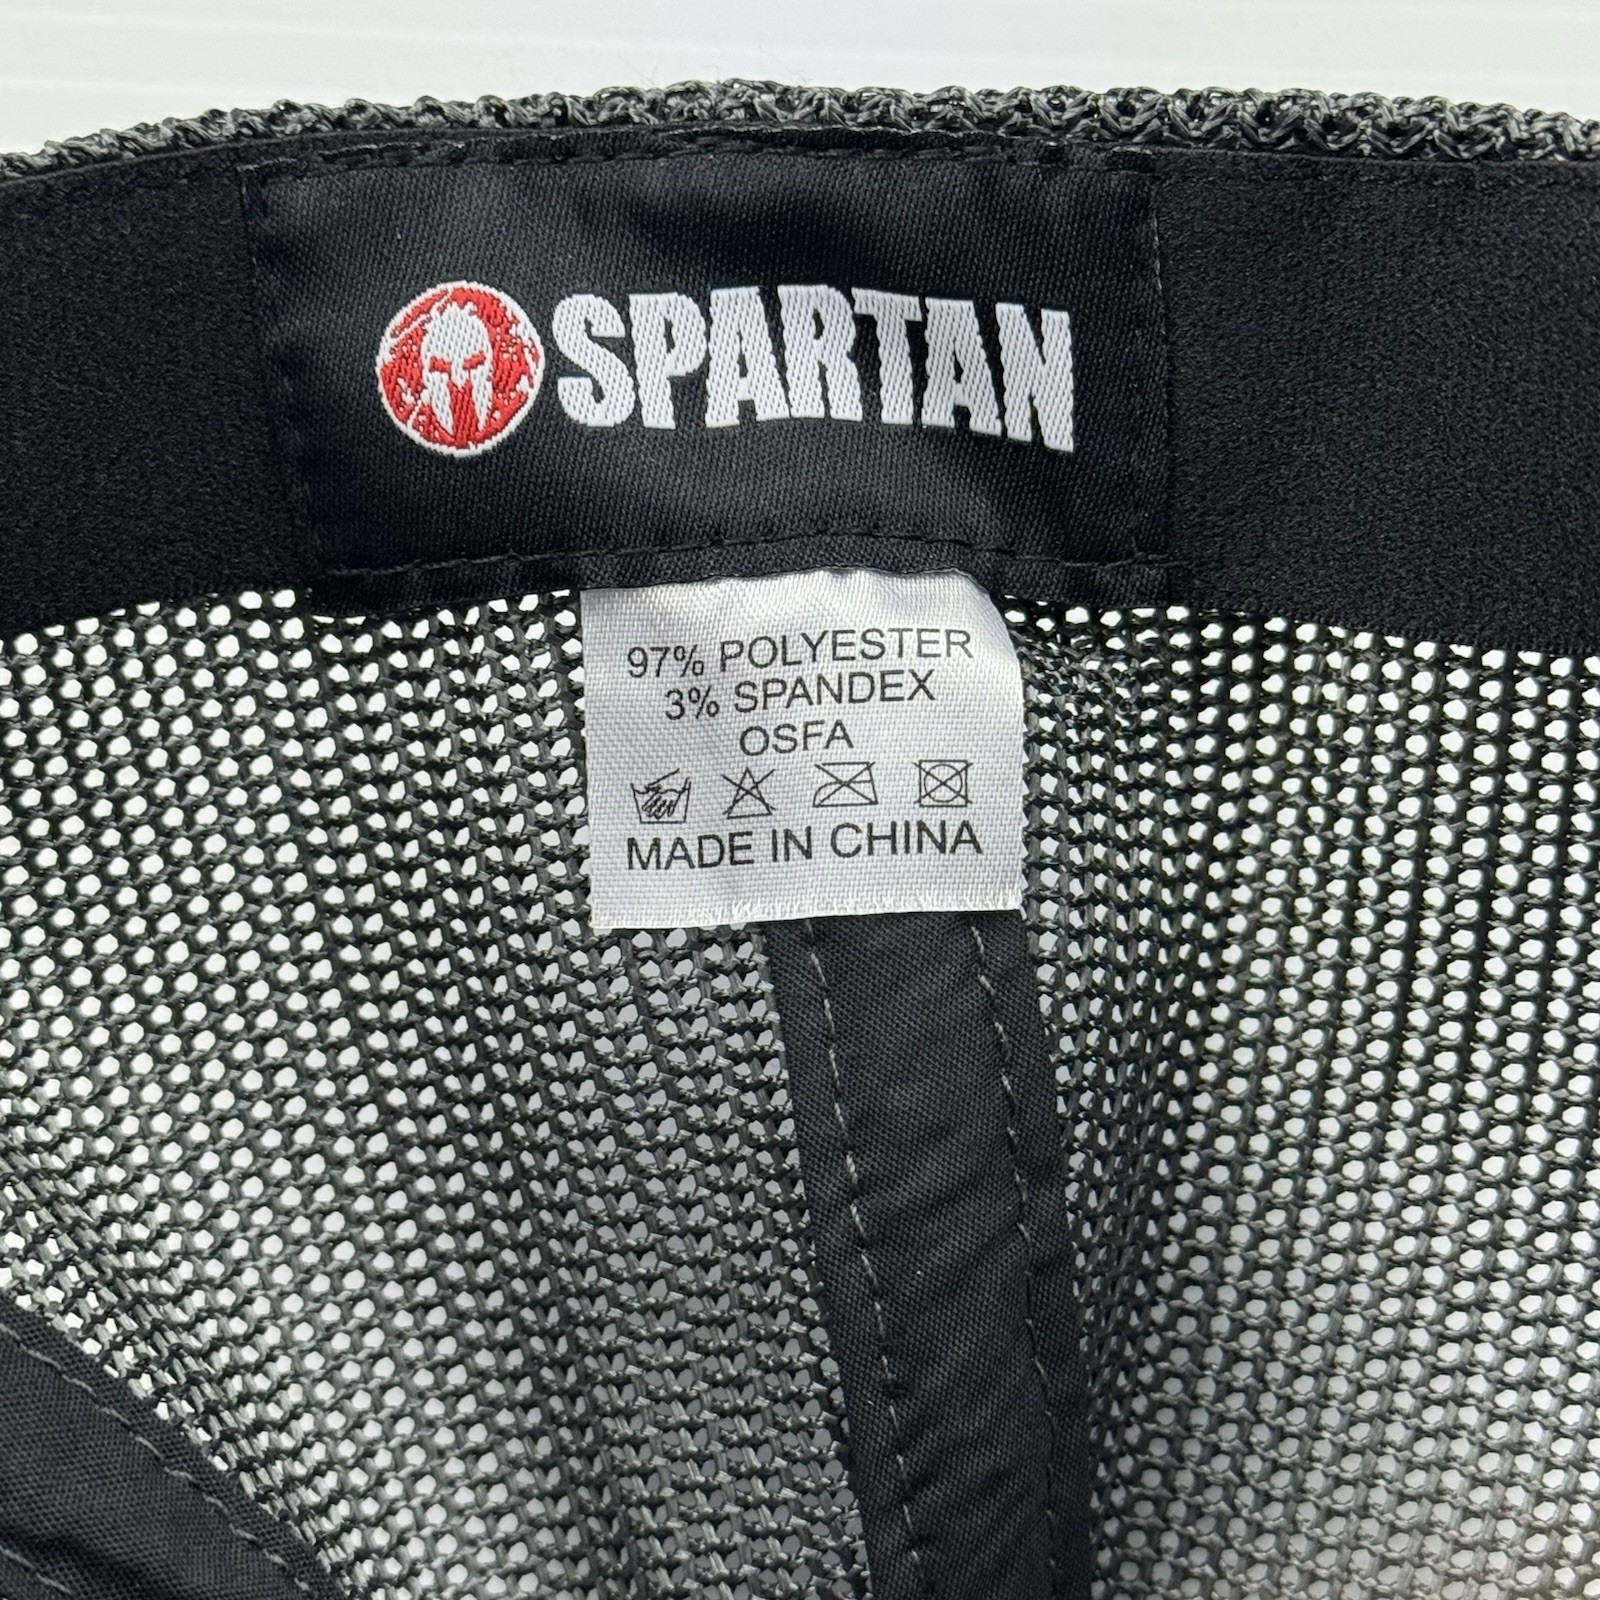 SPARTAN
97% POLYESTER
3% SPANDEX
OSFA
MADE IN CHINA